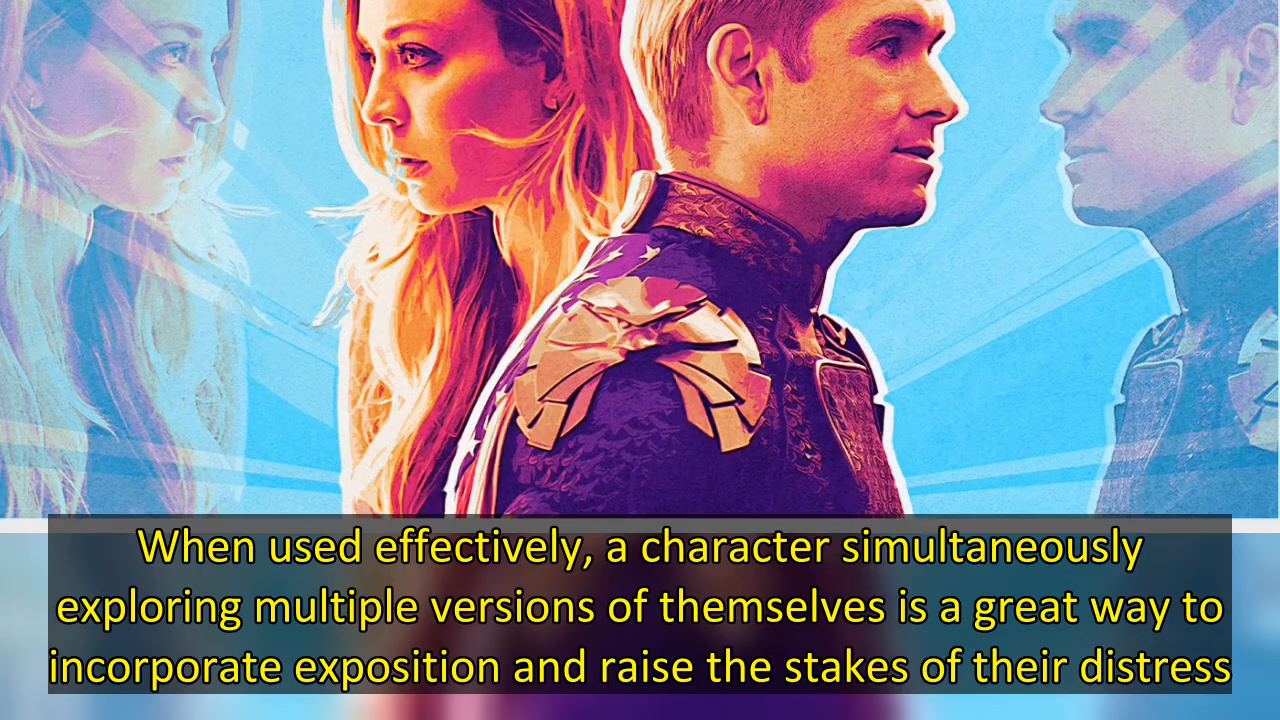 When used effectively, a character simultaneously
exploring multiple versions of themselves is a great way to
incorporate exposition and raise the stakes of their distress